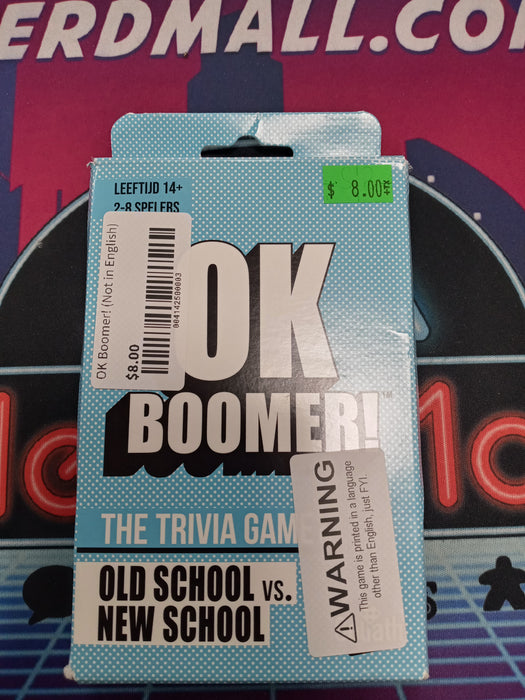 ERDMALL.CO
LEEFTIJD 14+
2-8 SPELERS
$ 8.00
OK Boomer! (Not in English)
$8.00
004142500003
OK
BOOMER!
THE TRIVIA GAME
OLD SCHOOL vs.
NEW SCHOOL
WARNING
This game is printed in a language
other than English, just FYI.